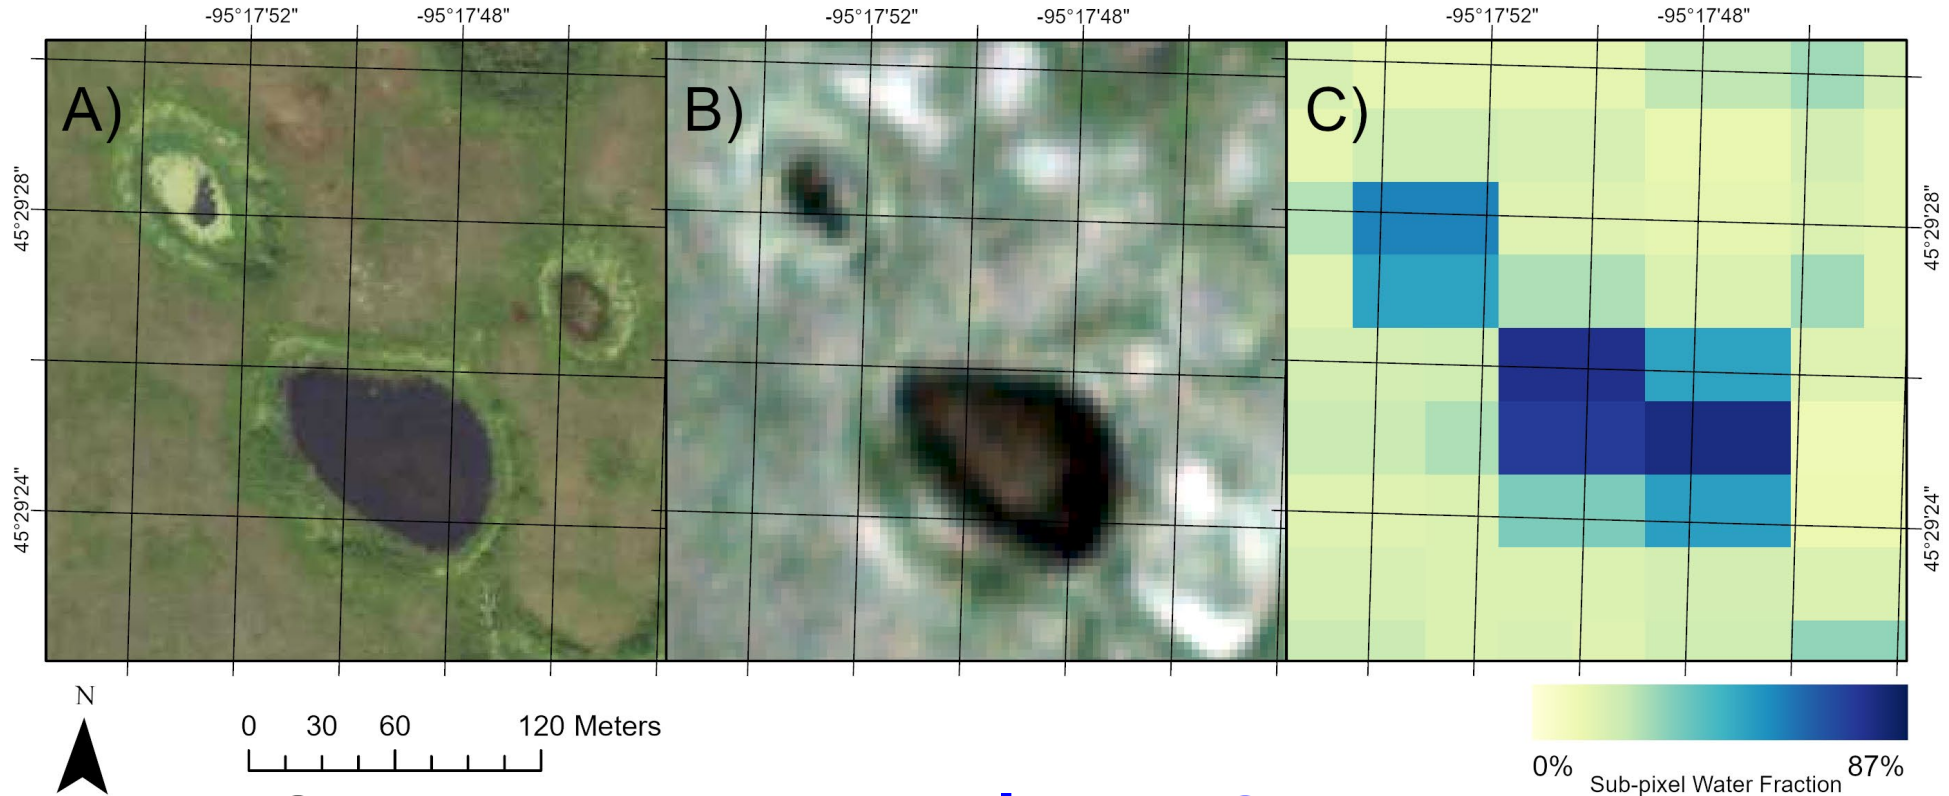 -95°17'52" -95°17'48" -95°17'52" -95°17'48" -95°17'52" -95°17'48"
A) B) C)
45°29'28" 45°29'28"
45°29'24" 45°29'24"
N
0 30 60 120 Meters
0% 87%
Sub-pixel Water Fraction